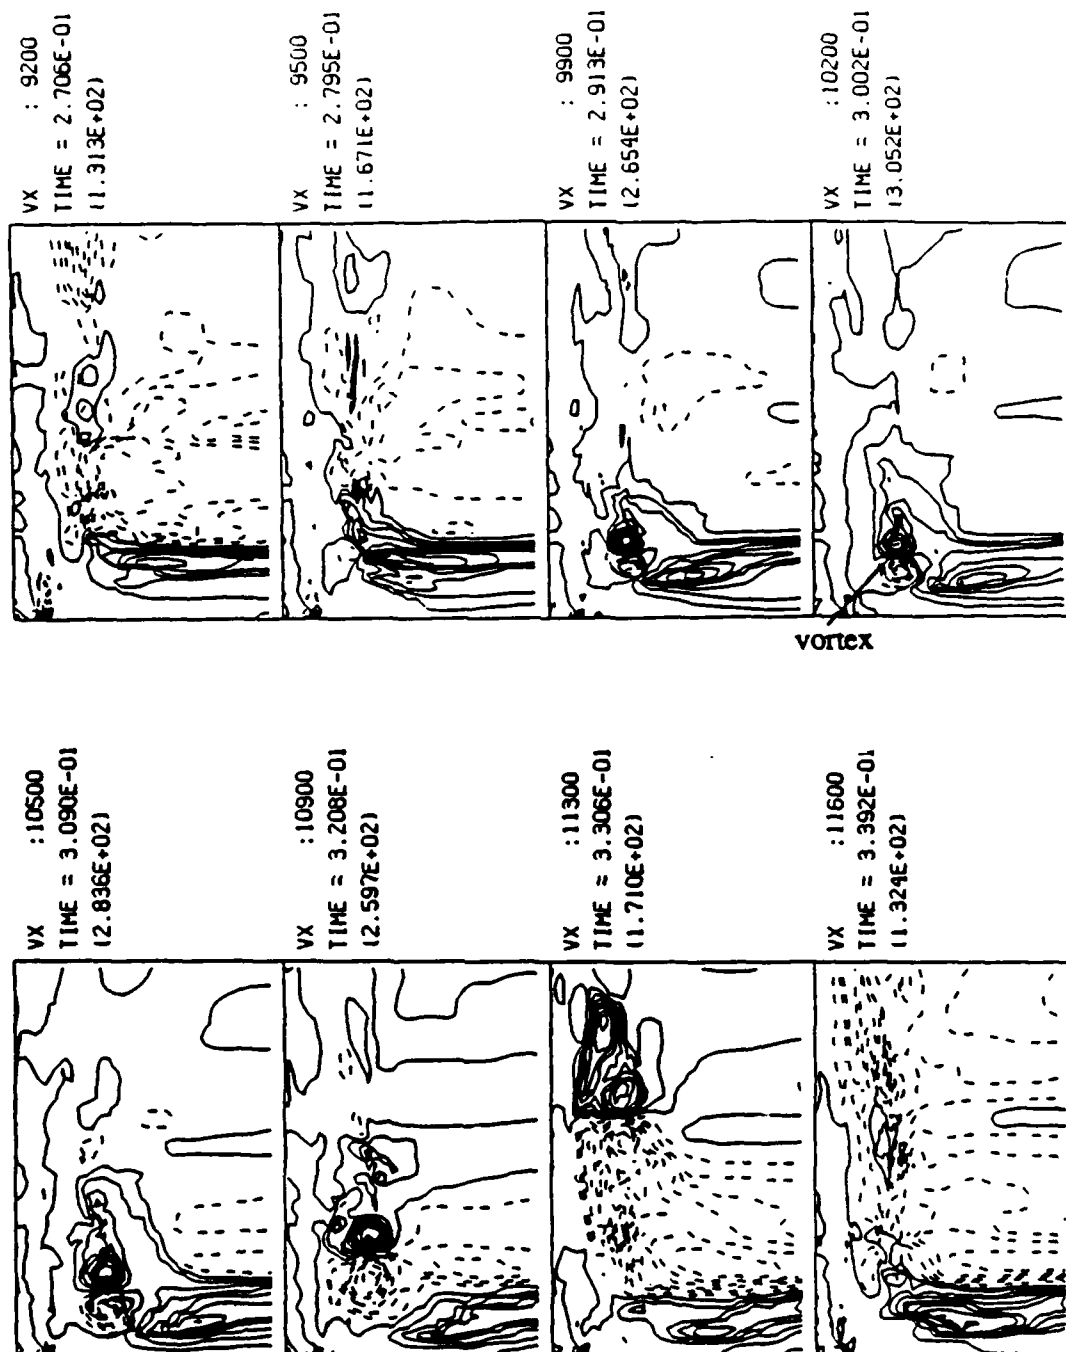 VX : 9200
TIME = 2.706E-01
(1.313E+02)
VX : 9500
TIME = 2.795E-01
(1.671E+02)
VX : 9900
TIME = 2.913E-01
(2.654E+02)
VX :10200
TIME = 3.002E-01
(3.052E+02)
vortex
VX :10500
TIME = 3.090E-01
(2.836E+02)
VX :10900
TIME = 3.208E-01
(2.597E+02)
VX :11300
TIME = 3.306E-01
(1.710E+02)
VX :11600
TIME = 3.392E-01
(1.324E+02)